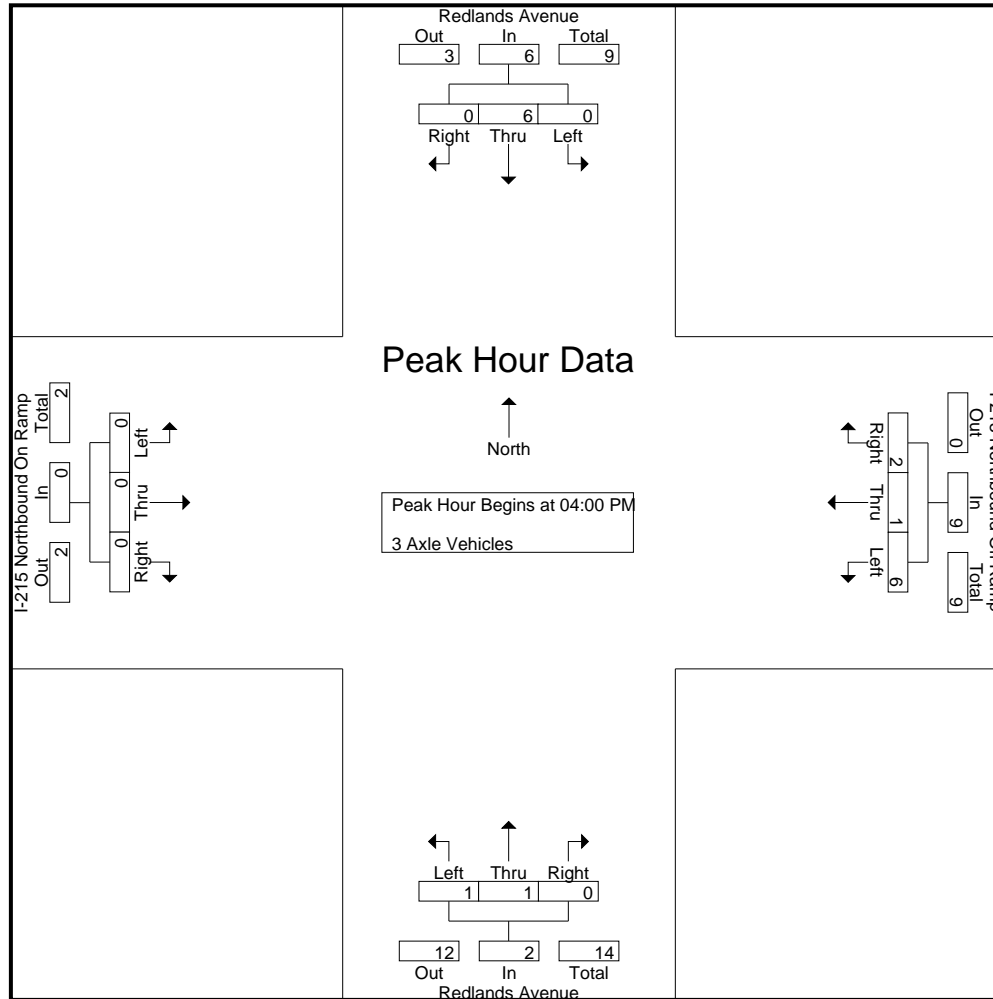 Redlands Avenue
Out In Total
3 6 9
0 6 0
Right Thru Left
Peak Hour Data
North
Peak Hour Begins at 04:00 PM
3 Axle Vehicles
I-215 Northbound On Ramp
Total In Out
2 0 2
0 0 0
Left Thru Right
Right Thru Left
2 1 6
0 9 9
Out In Total
Left Thru Right
1 1 0
12 2 14
Out In Total
Redlands Avenue